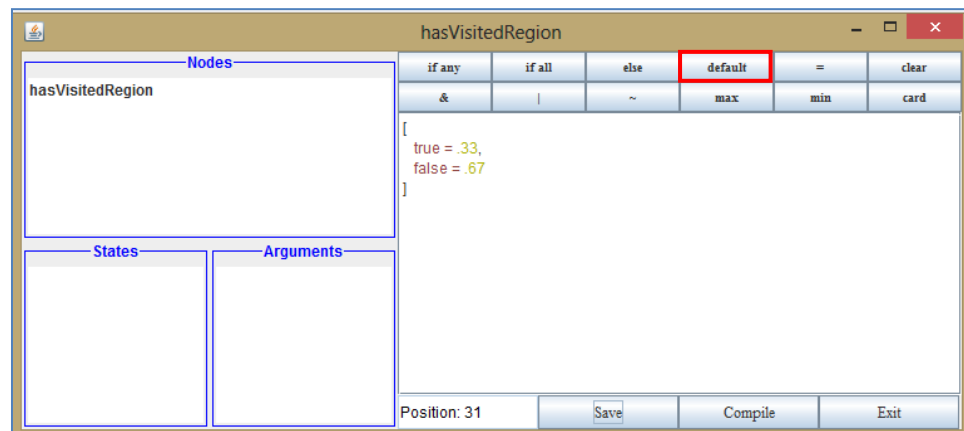 hasVisitedRegion
Nodes
hasVisitedRegion
States
Arguments
if any if all else default = clear
& | ~ max min card
[
true = .33,
false = .67
]
Position: 31 Save Compile Exit